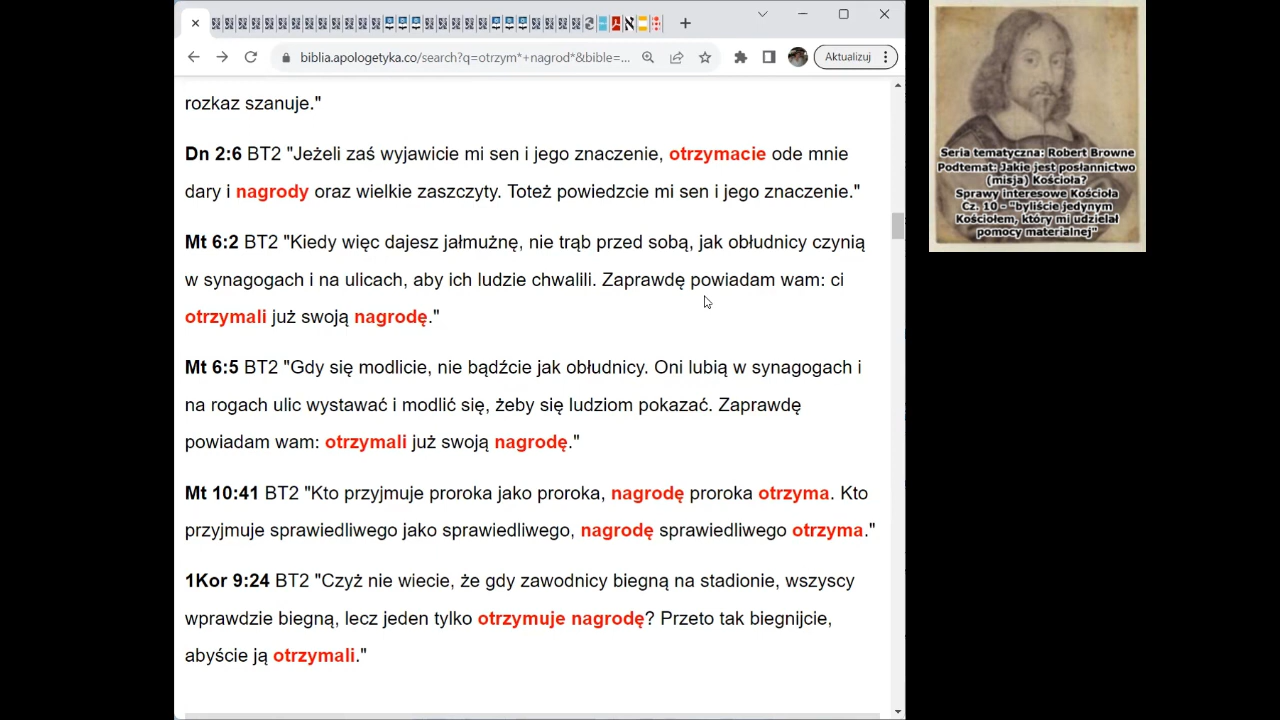 biblia.apologetyka.co/search?q=otrzym*+nagrod*&bible=...
Aktualizuj
rozkaz szanuje."
Dn 2:6 BT2 "Jeżeli zaś wyjawicie mi sen i jego znaczenie, otrzymacie ode mnie
dary i nagrody oraz wielkie zaszczyty. Toteż powiedzcie mi sen i jego znaczenie."
Mt 6:2 BT2 "Kiedy więc dajesz jałmużnę, nie trąb przed sobą, jak obłudnicy czynią
w synagogach i na ulicach, aby ich ludzie chwalili. Zaprawdę powiadam wam: ci
otrzymali już swoją nagrodę."
Mt 6:5 BT2 "Gdy się modlicie, nie bądźcie jak obłudnicy. Oni lubią w synagogach i
na rogach ulic wystawać i modlić się, żeby się ludziom pokazać. Zaprawdę
powiadam wam: otrzymali już swoją nagrodę."
Mt 10:41 BT2 "Kto przyjmuje proroka jako proroka, nagrodę proroka otrzyma. Kto
przyjmuje sprawiedliwego jako sprawiedliwego, nagrodę sprawiedliwego otrzyma."
1Kor 9:24 BT2 "Czyż nie wiecie, że gdy zawodnicy biegną na stadionie, wszyscy
wprawdzie biegną, lecz jeden tylko otrzymuje nagrodę? Przeto tak biegnijcie,
abyście ją otrzymali."
Seria tematyczna: Robert Browne
Podtemat: Jakie jest posłannictwo
(misja) Kościoła?
Sprawy interesowe Kościoła
Cz. 10 - "byliście jedynym
Kościołem, który mi udzielał
pomocy materialnej"